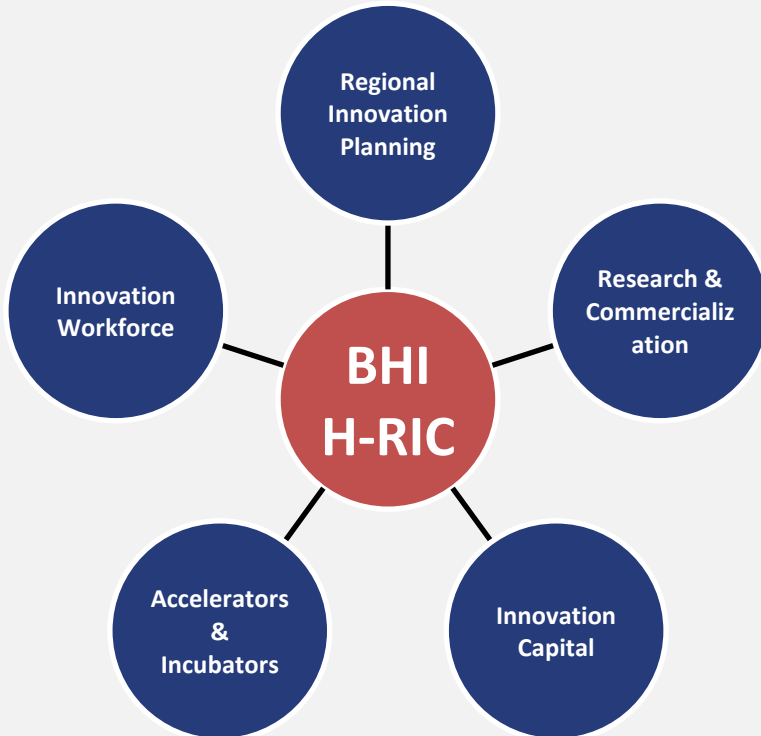 Regional
Innovation
Planning
Innovation
Workforce
Research &
Commercializ
ation
BHI
H-RIC
Accelerators
&
Incubators
Innovation
Capital